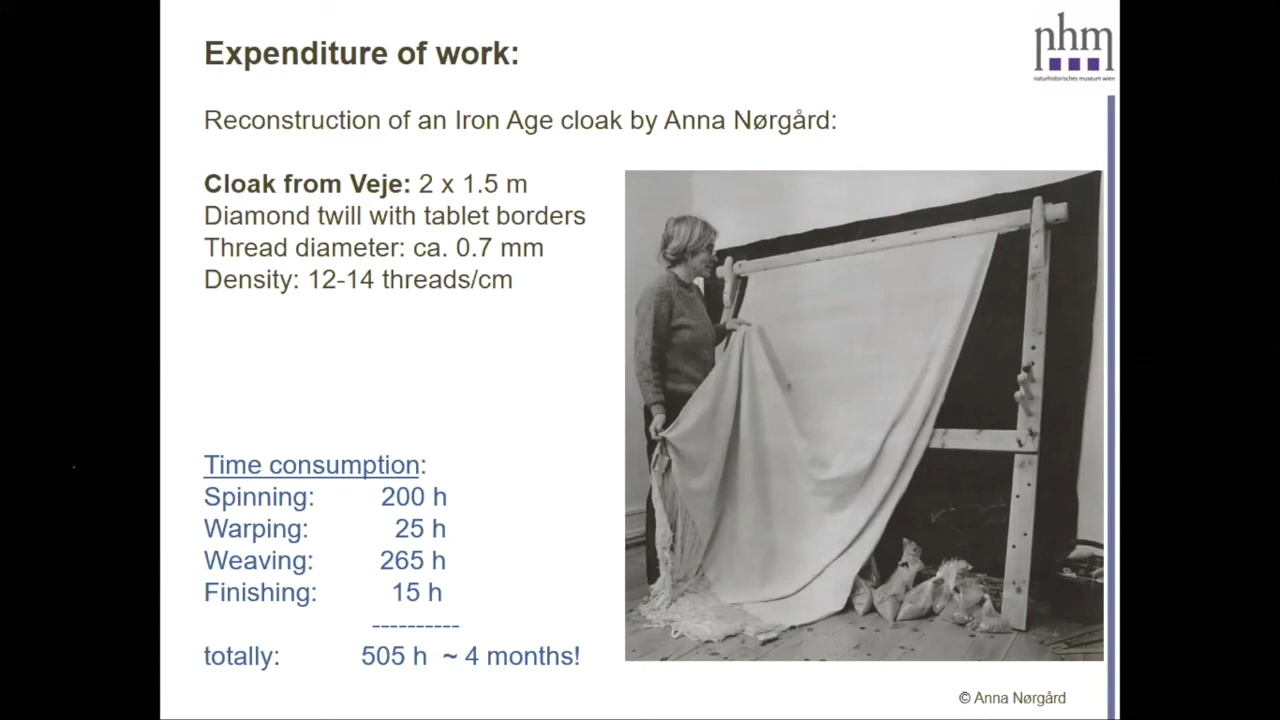 Expenditure of work:
nhm
naturhistorisches museum wien
Reconstruction of an Iron Age cloak by Anna Nørgård:
Cloak from Veje: 2 x 1.5 m
Diamond twill with tablet borders
Thread diameter: ca. 0.7 mm
Density: 12-14 threads/cm
Time consumption:
Spinning: 200 h
Warping: 25 h
Weaving: 265 h
Finishing: 15 h
----------
totally: 505 h ~ 4 months!
© Anna Nørgård